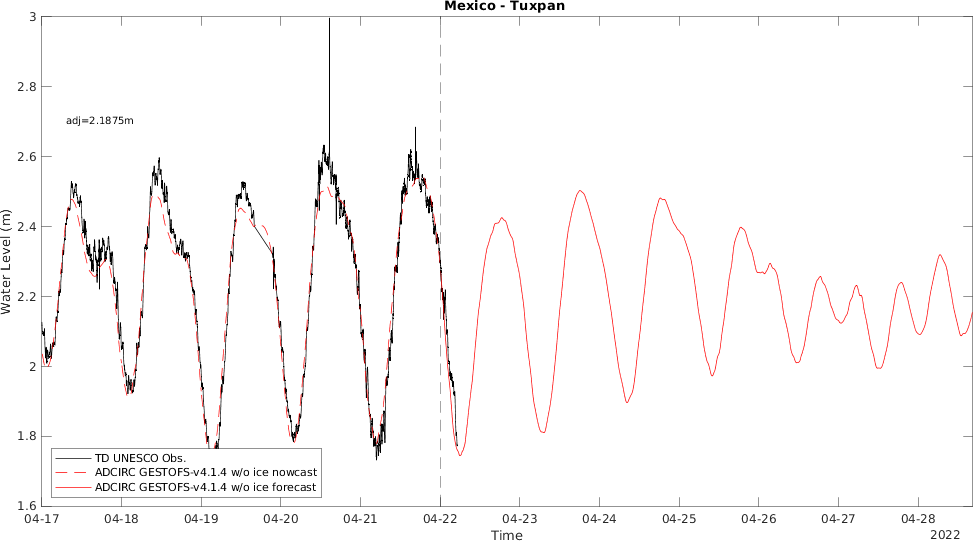 Mexico - Tuxpan
3
2.8
2.6
2.4
2.2
2
1.8
1.6
Water Level (m)
adj=2.1875m
TD UNESCO Obs.
ADCIRC GESTOFS-v4.1.4 w/o ice nowcast
ADCIRC GESTOFS-v4.1.4 w/o ice forecast
04-17 04-18 04-19 04-20 04-21 04-22 04-23 04-24 04-25 04-26 04-27 04-28
Time
2022